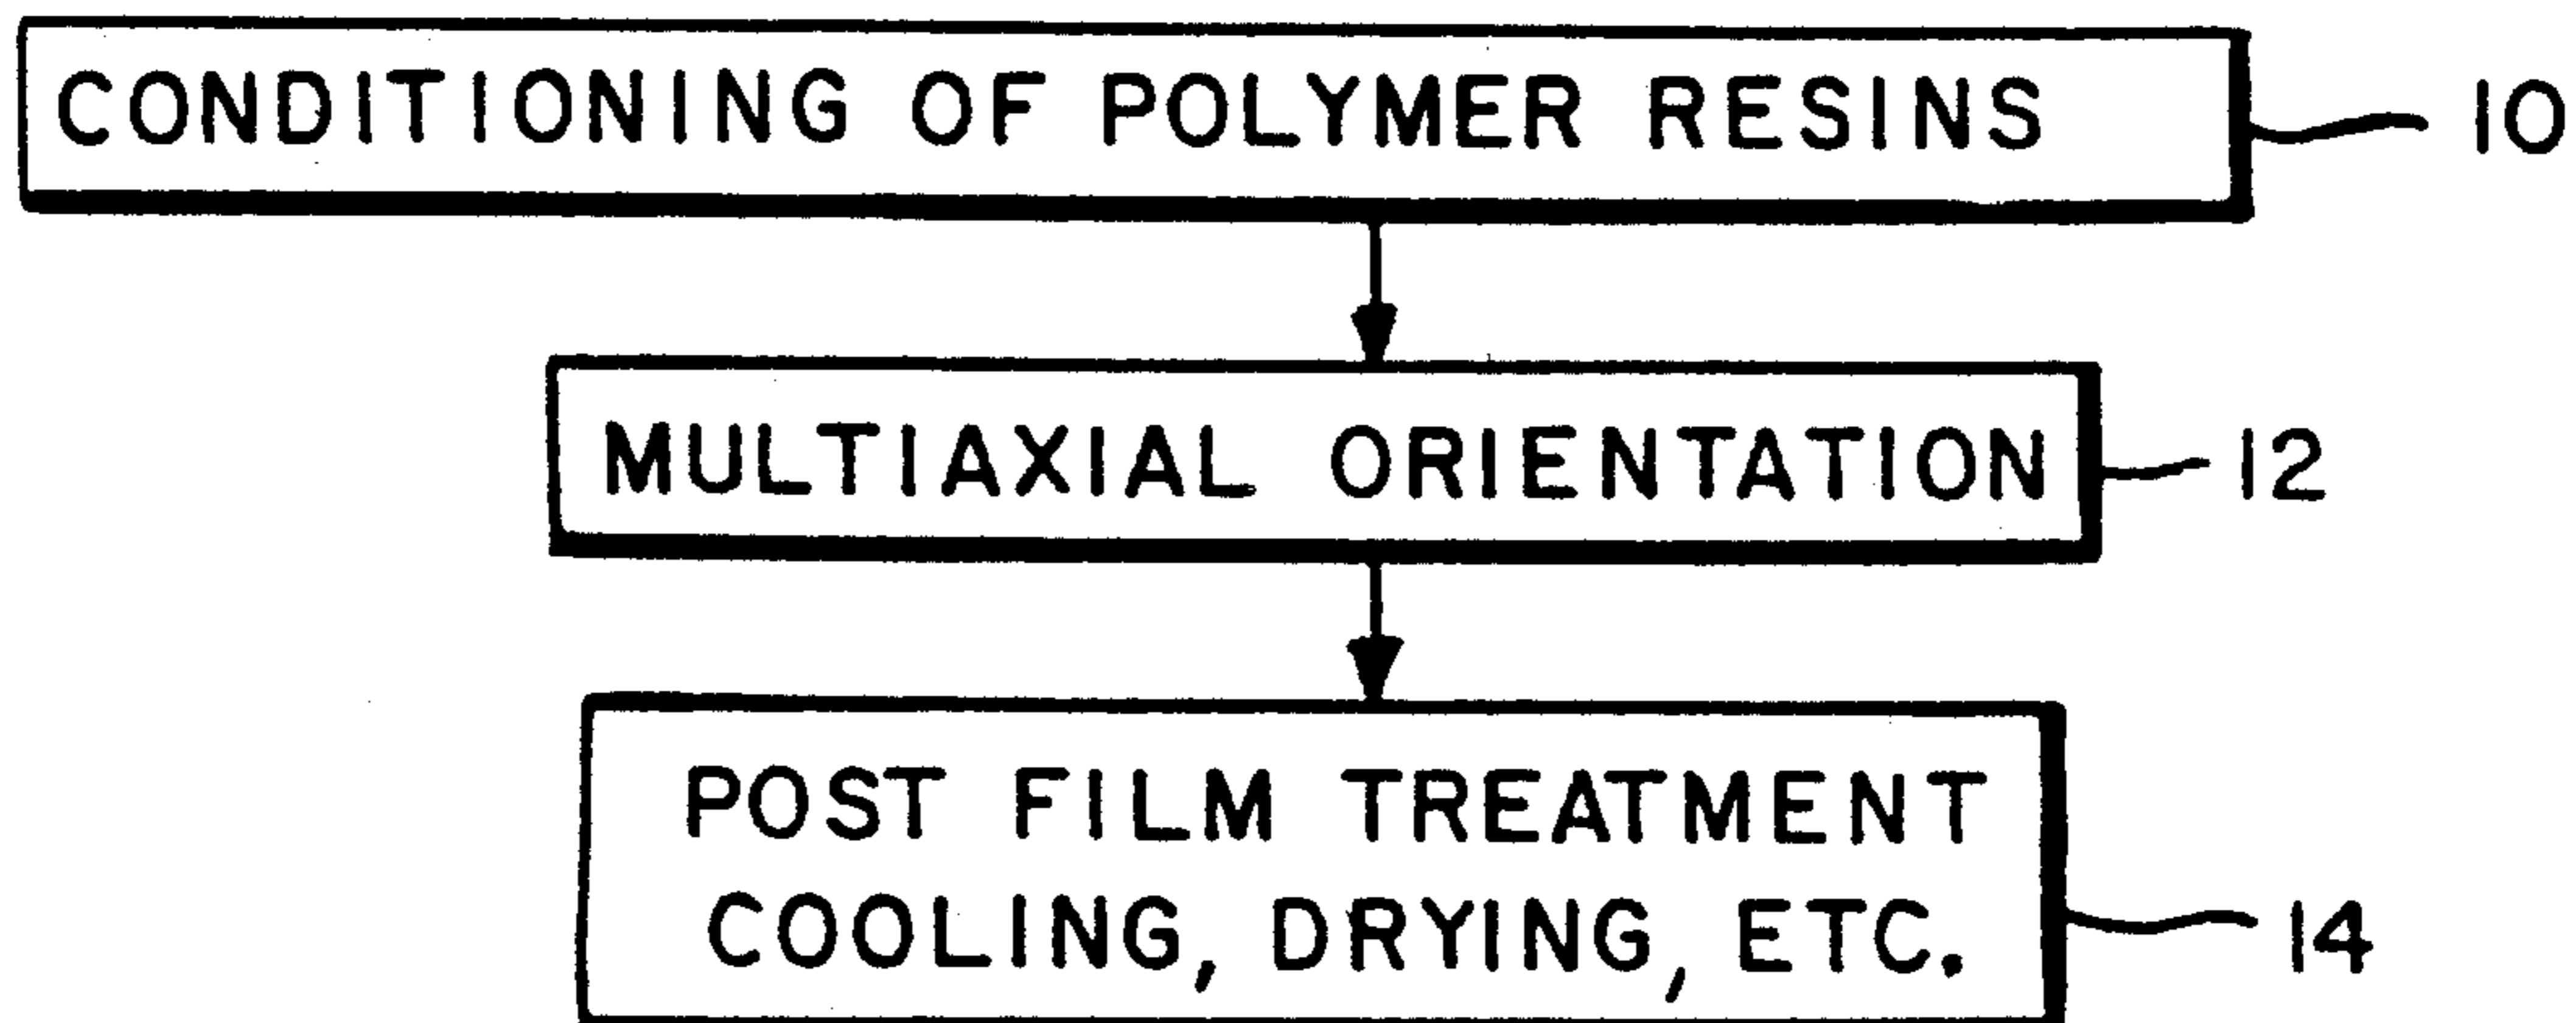 CONDITIONING OF POLYMER RESINS 10
MULTIAXIAL ORIENTATION 12
POST FILM TREATMENT
COOLING, DRYING, ETC. 14